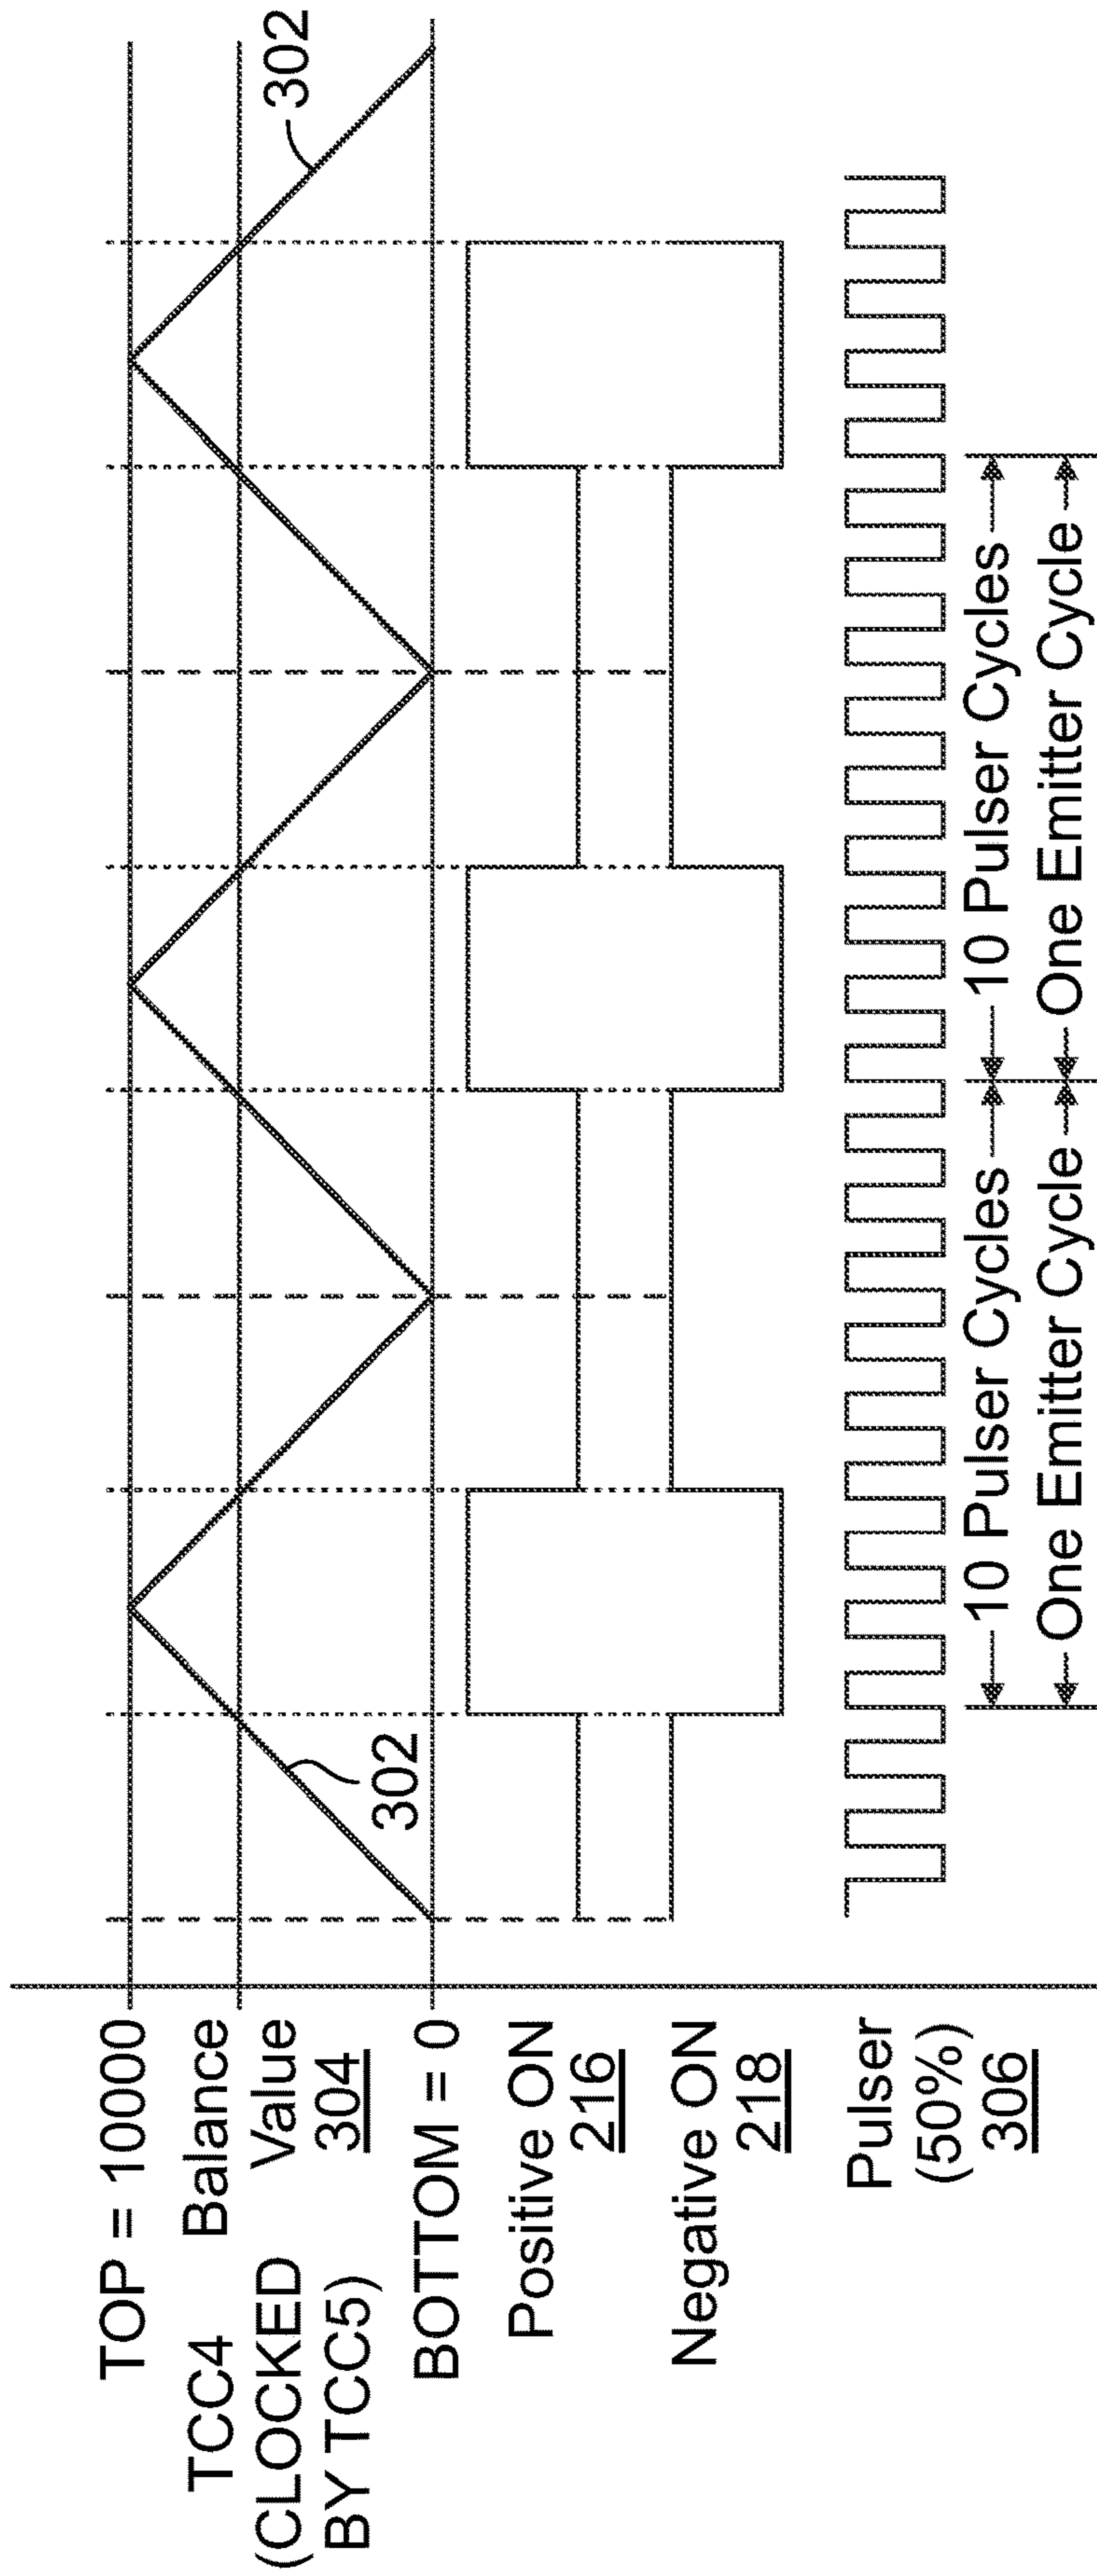 TOP = 10000
TCC4 Balance
(CLOCKED Value
BY TCC5) 304
BOTTOM = 0
Positive ON
216
Negative ON
218
Pulser
(50%)
306
302
302
10 Pulser Cycles
10 Pulser Cycles
One Emitter Cycle
One Emitter Cycle